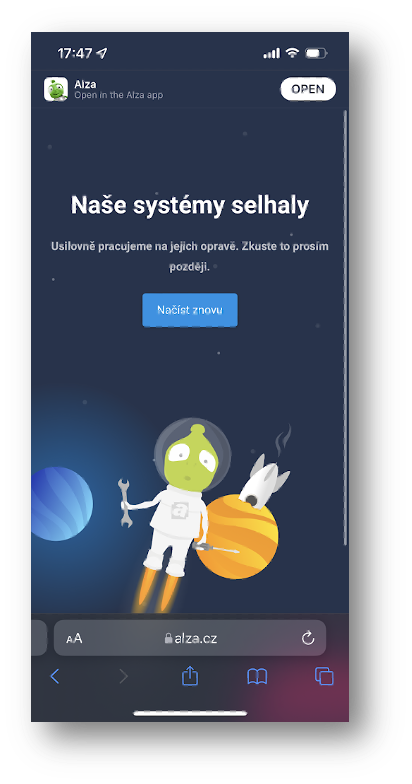 17:47
Alza
Open in the Alza app
OPEN
Naše systémy selhaly
Usilovně pracujeme na jejich opravě. Zkuste to prosím
později.
Načíst znovu
a
AA
alza.cz